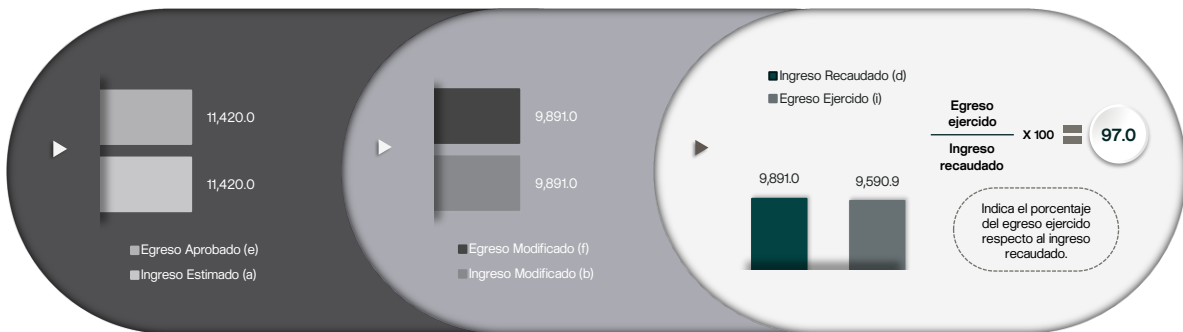 11,420.0
11,420.0
Egreso Aprobado (e)
Ingreso Estimado (a)
9,891.0
9,891.0
Egreso Modificado (f)
Ingreso Modificado (b)
Ingreso Recaudado (d)
Egreso Ejercido (i)
9,891.0
9,590.9
Egreso
ejercido
Ingreso
recaudado
X 100
97.0
Indica el porcentaje
del egreso ejercido
respecto al ingreso
recaudado.